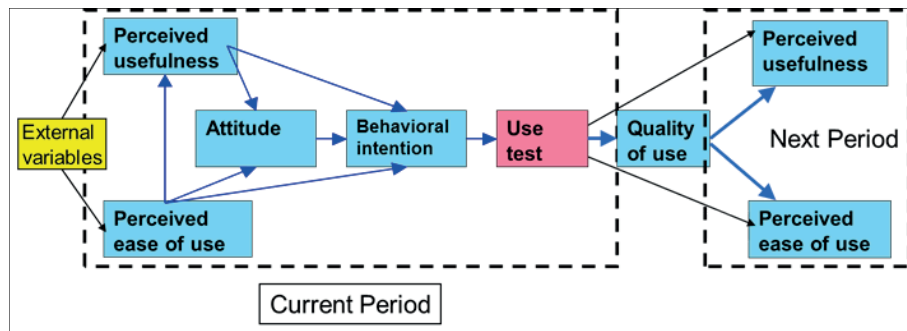 Perceived
usefulness
External
variables
Attitude
Behavioral
intention
Use
test
Quality
of use
Perceived
ease of use
Current Period
Perceived
usefulness
Next Period
Perceived
ease of use